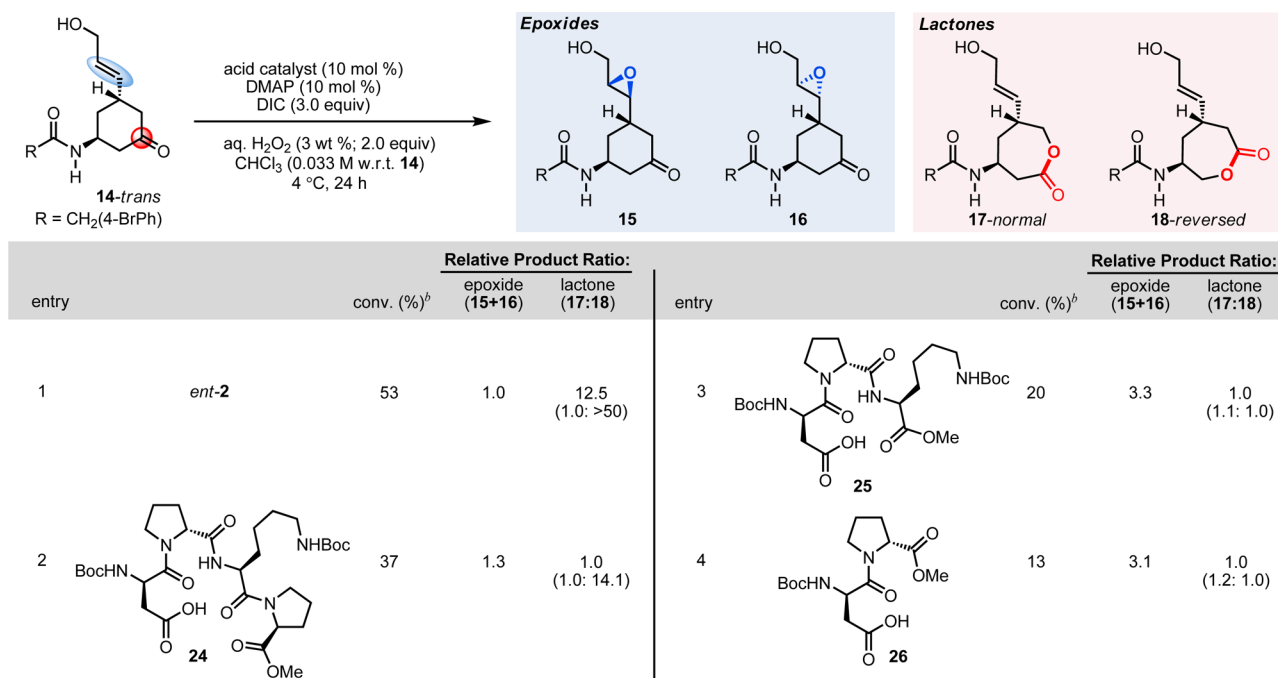 HO
H
O
R
N
H
O
14-trans
R = CH2(4-BrPh)
acid catalyst (10 mol %)
DMAP (10 mol %)
DIC (3.0 equiv)
aq. H2O2 (3 wt %; 2.0 equiv)
CHCl3 (0.033 M w.r.t. 14)
4 °C, 24 h
Epoxides
HO
O
H
O
R
N
H
O
15
HO
O
H
O
R
N
H
O
16
Lactones
HO
H
O
R
N
H
O
O
17-normal
HO
H
O
R
N
H
O
O
18-reversed
Relative Product Ratio:
entry
conv. (%)b
epoxide
(15+16)
lactone
(17:18)
1
ent-2
53
1.0
12.5
(1.0: >50)
2
N
O
HN
NHBoc
BocHN
O
O
N
OH
O
O
OMe
24
37
1.3
1.0
(1.0: 14.1)
Relative Product Ratio:
entry
conv. (%)b
epoxide
(15+16)
lactone
(17:18)
3
N
O
HN
NHBoc
BocHN
O
O
OMe
OH
O
25
20
3.3
1.0
(1.1: 1.0)
4
N
O
OMe
BocHN
O
OH
O
26
13
3.1
1.0
(1.2: 1.0)